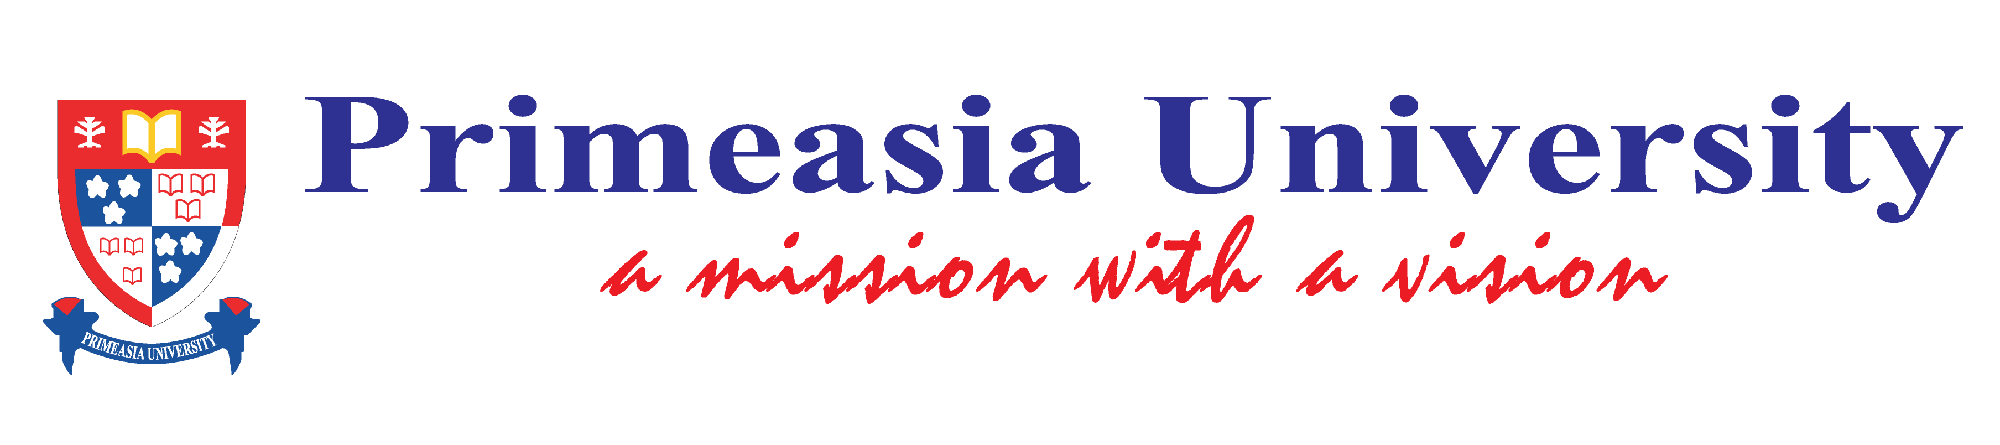 Primeasia University
a mission with a vision
PRIMEASIA UNIVERSITY